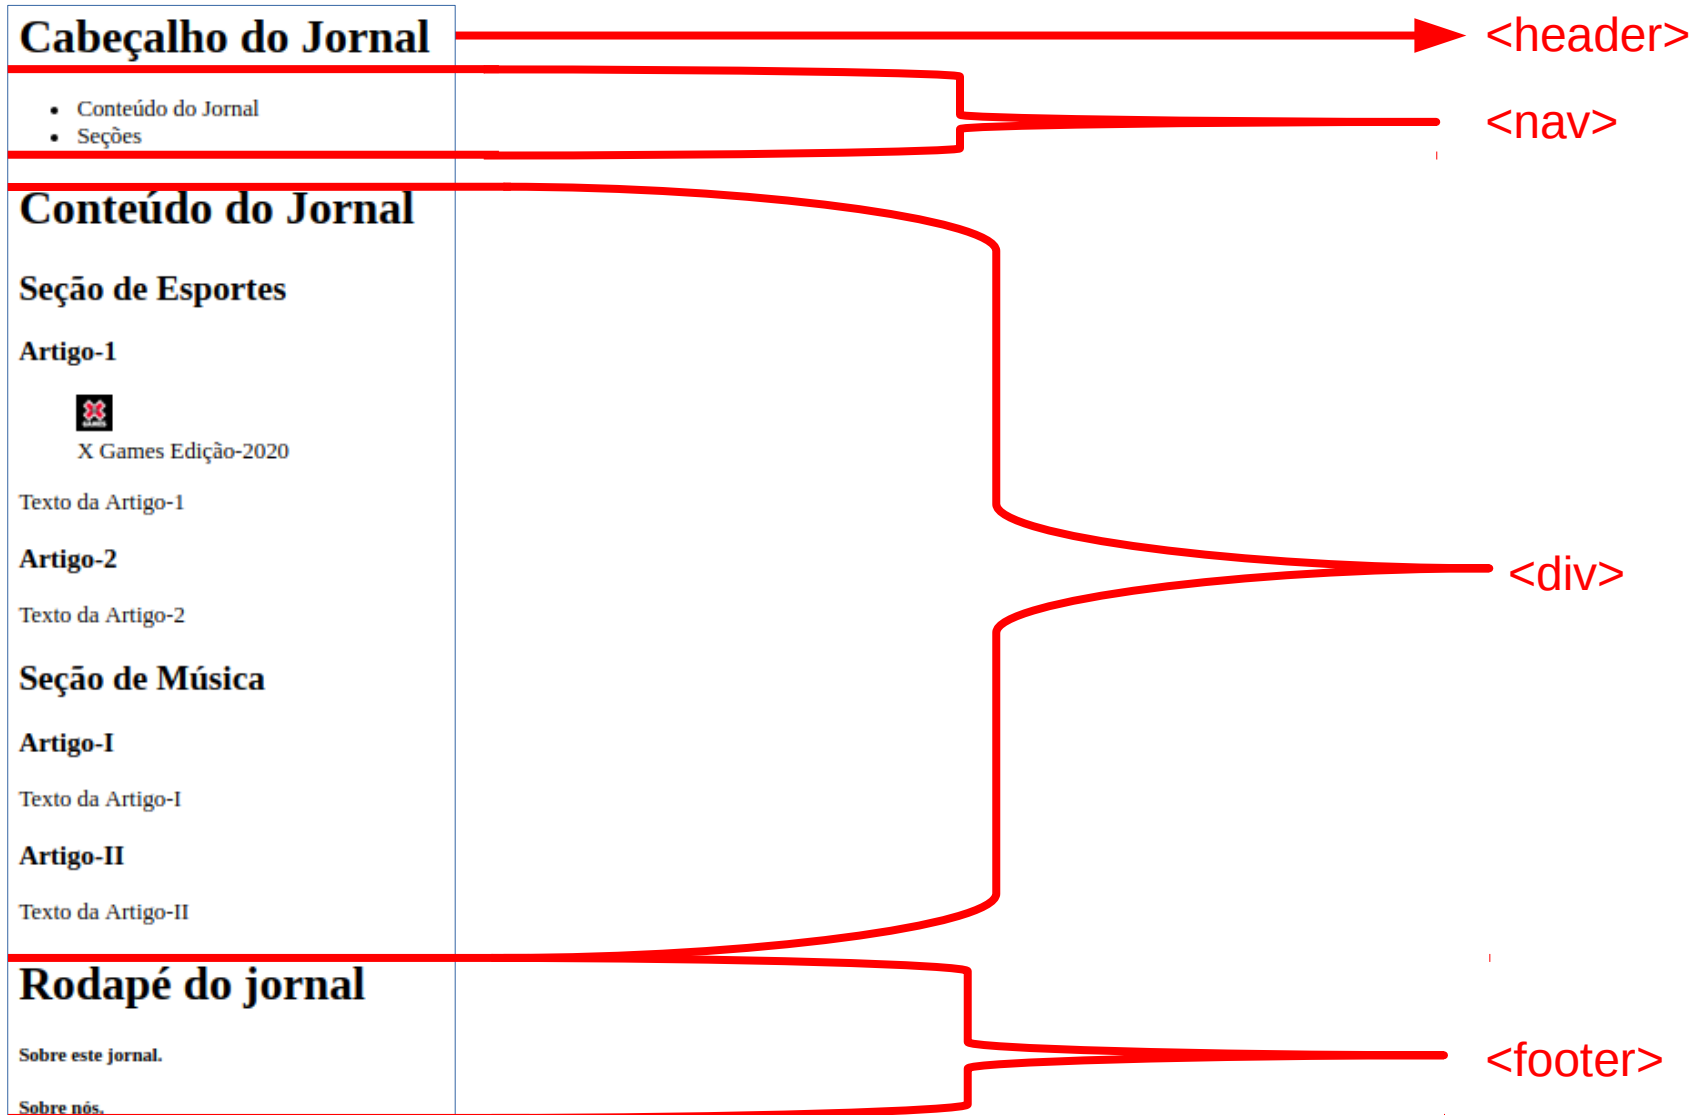 Cabeçalho do Jornal
<header>
Conteúdo do Jornal
Seções
<nav>
Conteúdo do Jornal
Seção de Esportes
Artigo-1
X GAMES
X Games Edição-2020
Texto da Artigo-1
Artigo-2
<div>
Texto da Artigo-2
Seção de Música
Artigo-I
Texto da Artigo-I
Artigo-II
Texto da Artigo-II
Rodapé do jornal
Sobre este jornal.
<footer>
Sobre nós.